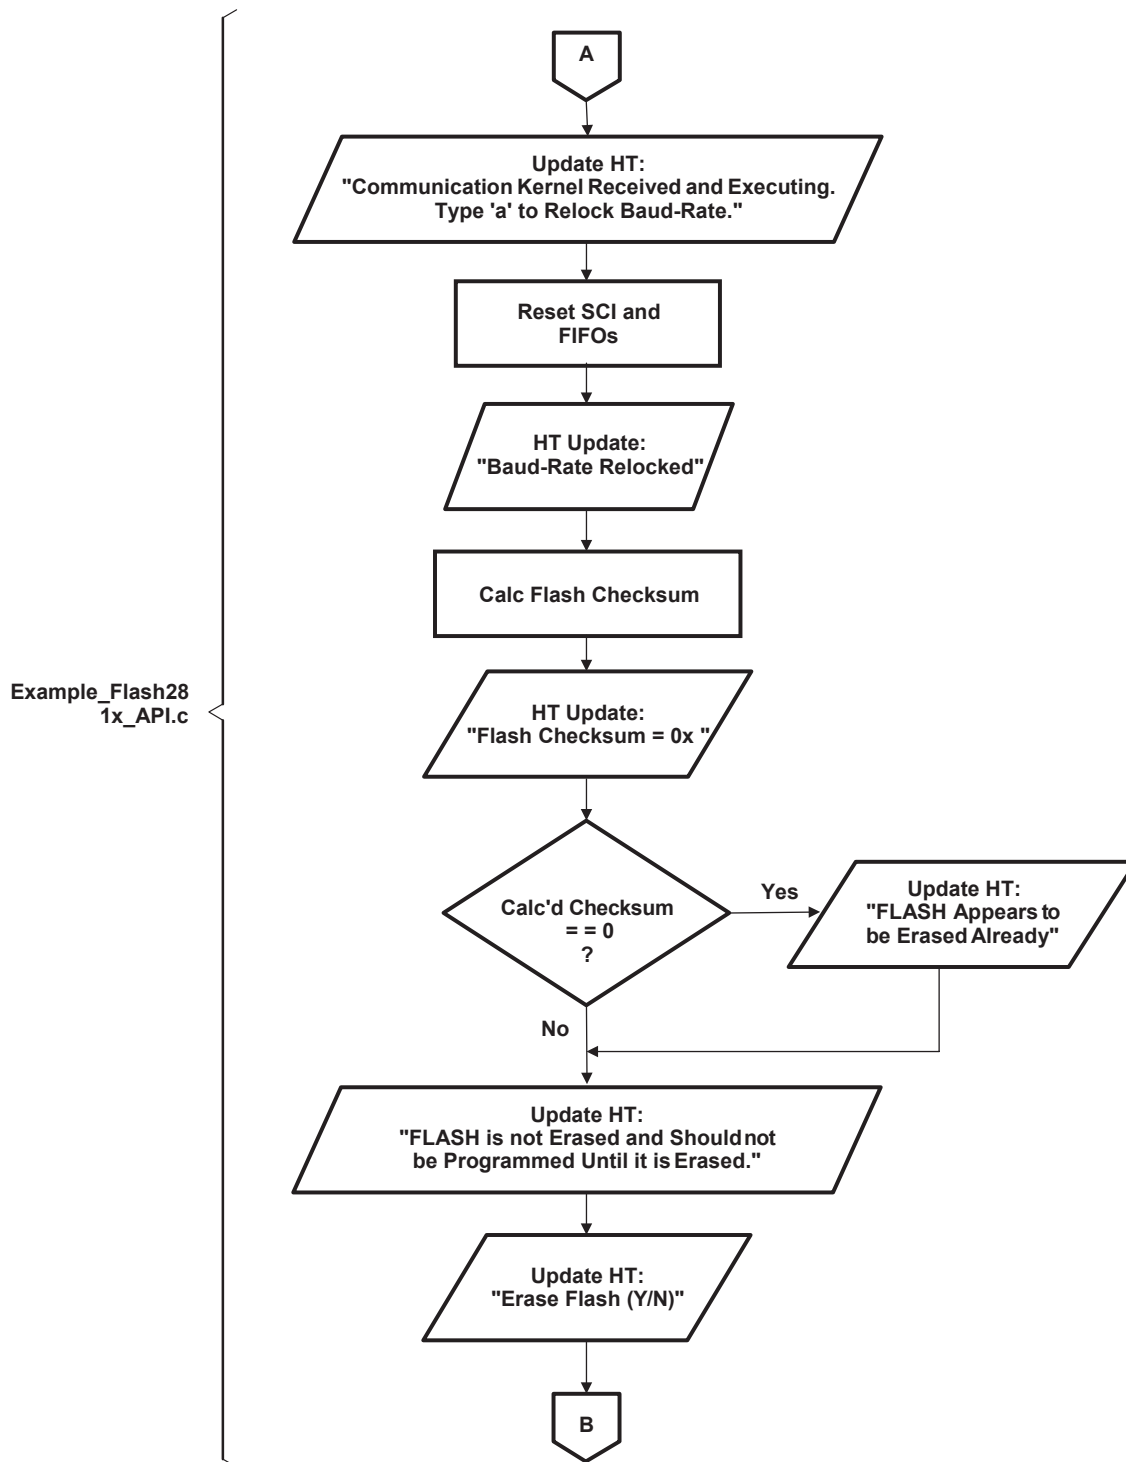 A
Update HT:
"Communication Kernel Received and Executing.
Type 'a' to Relock Baud-Rate."
Reset SCI and
FIFOs
HT Update:
"Baud-Rate Relocked"
Calc Flash Checksum
Example_Flash28
1x_API.c
HT Update:
"Flash Checksum = 0x "
Calc'd Checksum
= = 0
?
Yes
Update HT:
"FLASH Appears to
be Erased Already"
No
Update HT:
"FLASH is not Erased and Should not
be Programmed Until it is Erased."
Update HT:
"Erase Flash (Y/N)"
B